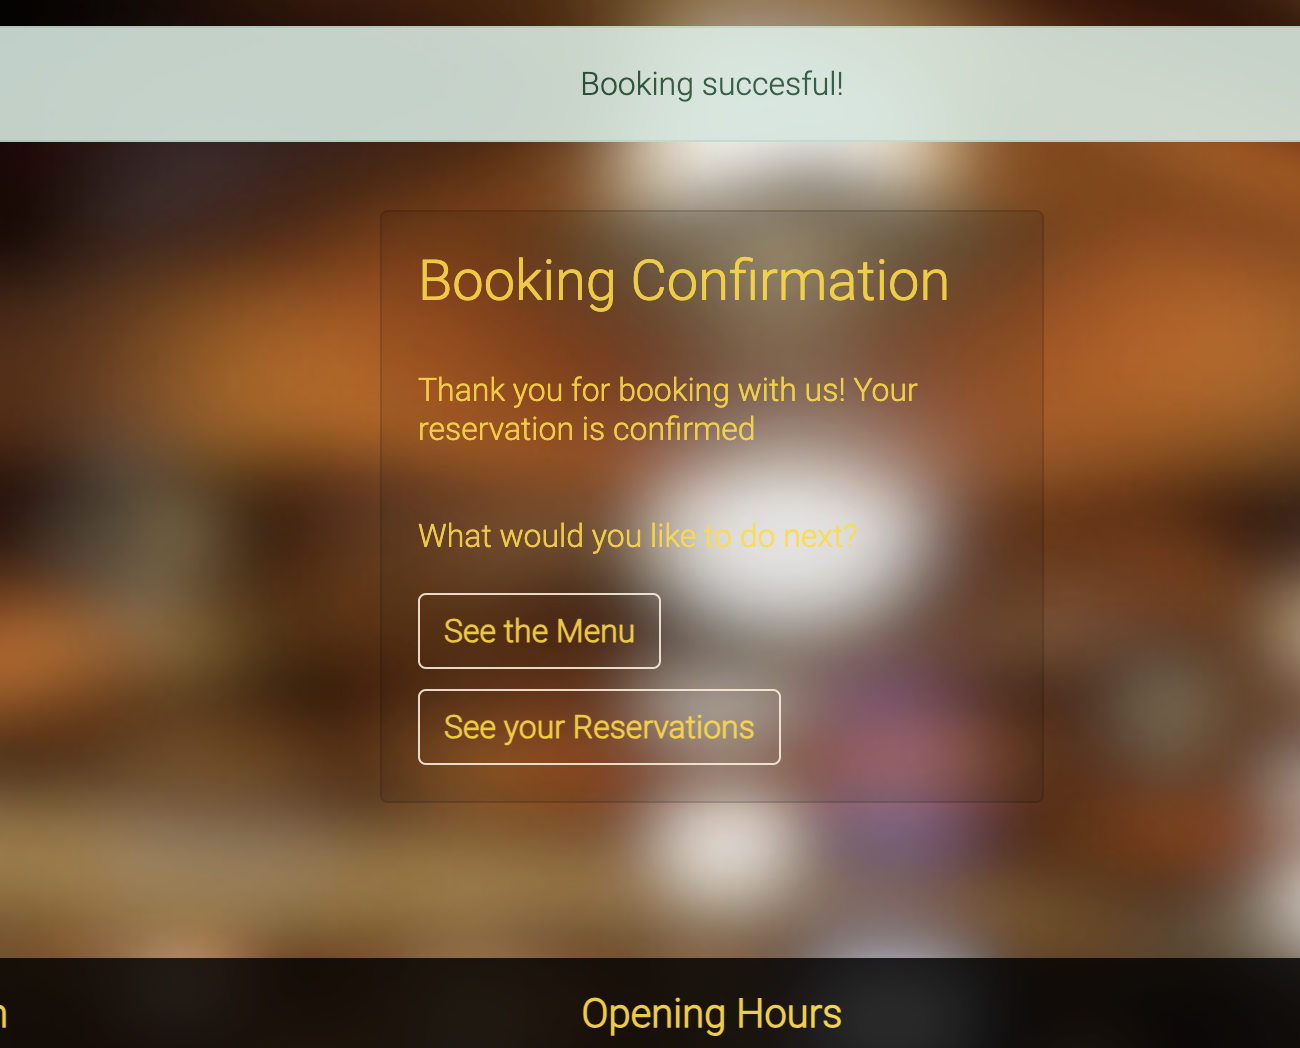 Booking succesful!
Booking Confirmation
Thank you for booking with us! Your
reservation is confirmed
What would you like to do next?
See the Menu
See your Reservations
Opening Hours